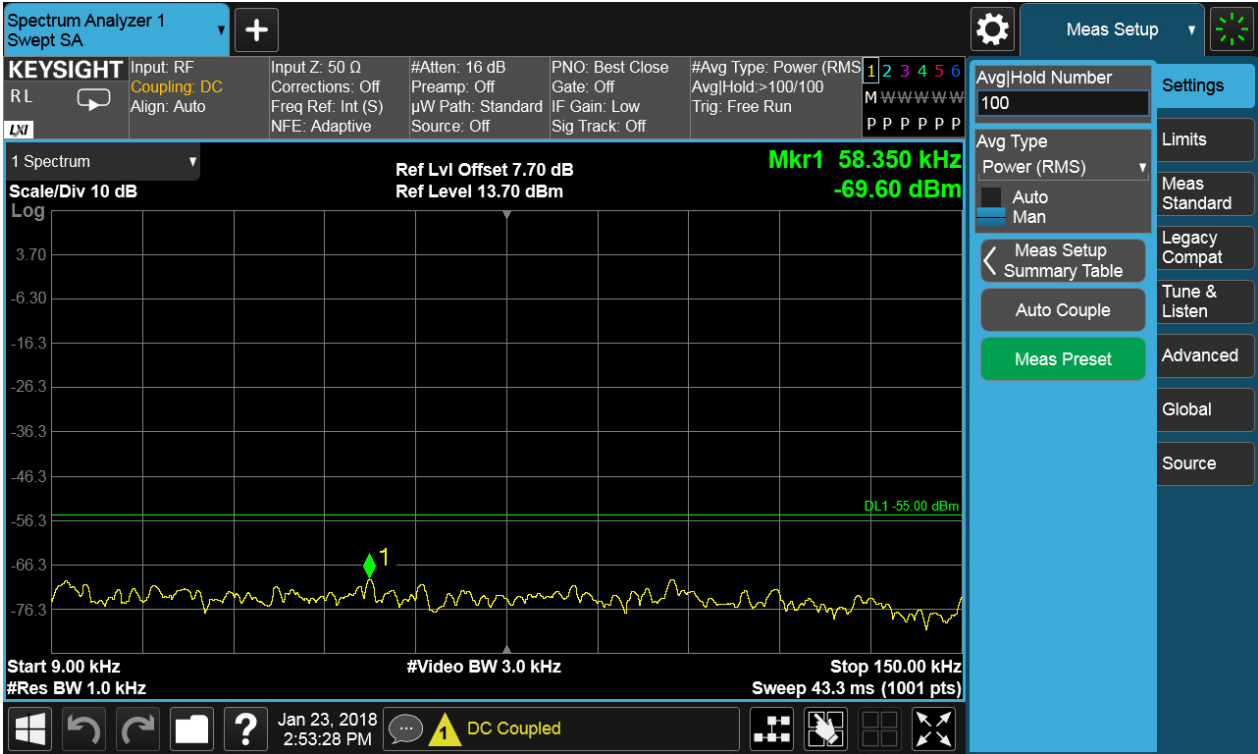 Spectrum Analyzer 1
Swept SA
Meas Setup
KEYSIGHT
R L
LXI
Input: RF
Coupling: DC
Align: Auto
Input Z: 50 Ω
Corrections: Off
Freq Ref: Int (S)
NFE: Adaptive
#Atten: 16 dB
Preamp: Off
µW Path: Standard
Source: Off
PNO: Best Close
Gate: Off
IF Gain: Low
Sig Track: Off
#Avg Type: Power (RMS
Avg|Hold:>100/100
Trig: Free Run
1 2 3 4 5 6
M W W W W W
P P P P P P
1 Spectrum
Scale/Div 10 dB
Log
Ref Lvl Offset 7.70 dB
Ref Level 13.70 dBm
Mkr1 58.350 kHz
-69.60 dBm
3.70
-6.30
-16.3
-26.3
-36.3
-46.3
-56.3
-66.3
-76.3
DL1 -55.00 dBm
1
Start 9.00 kHz
#Res BW 1.0 kHz
#Video BW 3.0 kHz
Stop 150.00 kHz
Sweep 43.3 ms (1001 pts)
Avg|Hold Number
100
Avg Type
Power (RMS)
Auto
Man
Meas Setup
Summary Table
Auto Couple
Meas Preset
Settings
Limits
Meas
Standard
Legacy
Compat
Tune &
Listen
Advanced
Global
Source
?
Jan 23, 2018
2:53:28 PM
1
DC Coupled